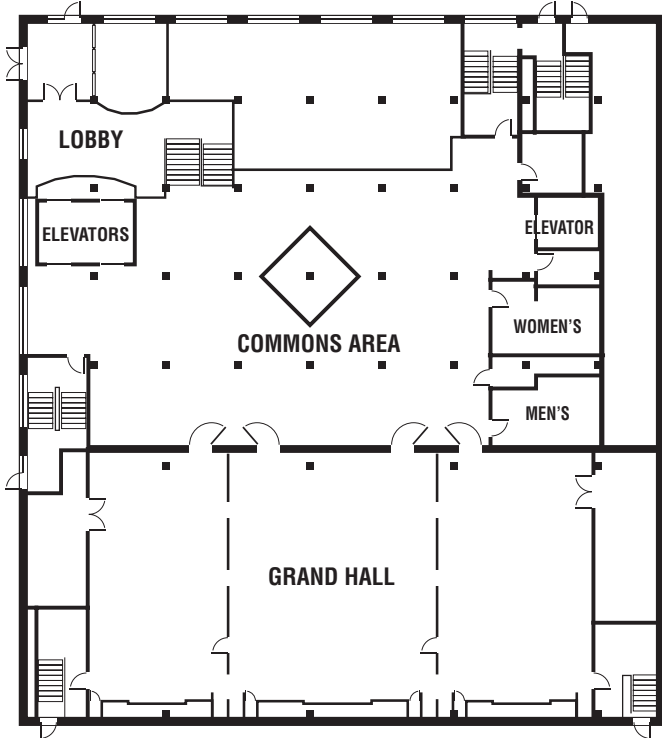 LOBBY
ELEVATORS
ELEVATOR
WOMEN'S
COMMONS AREA
MEN'S
GRAND HALL